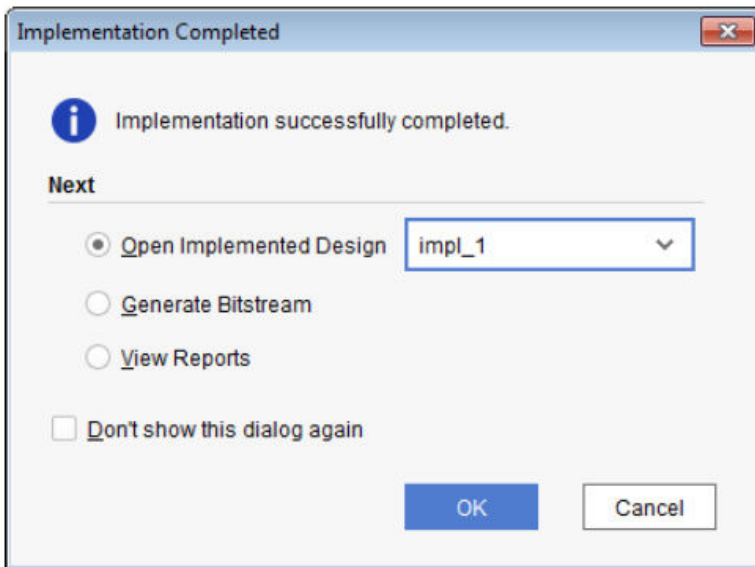 Implementation Completed
Implementation successfully completed.
Next
Open Implemented Design impl_1
Generate Bitstream
View Reports
Don't show this dialog again
OK Cancel